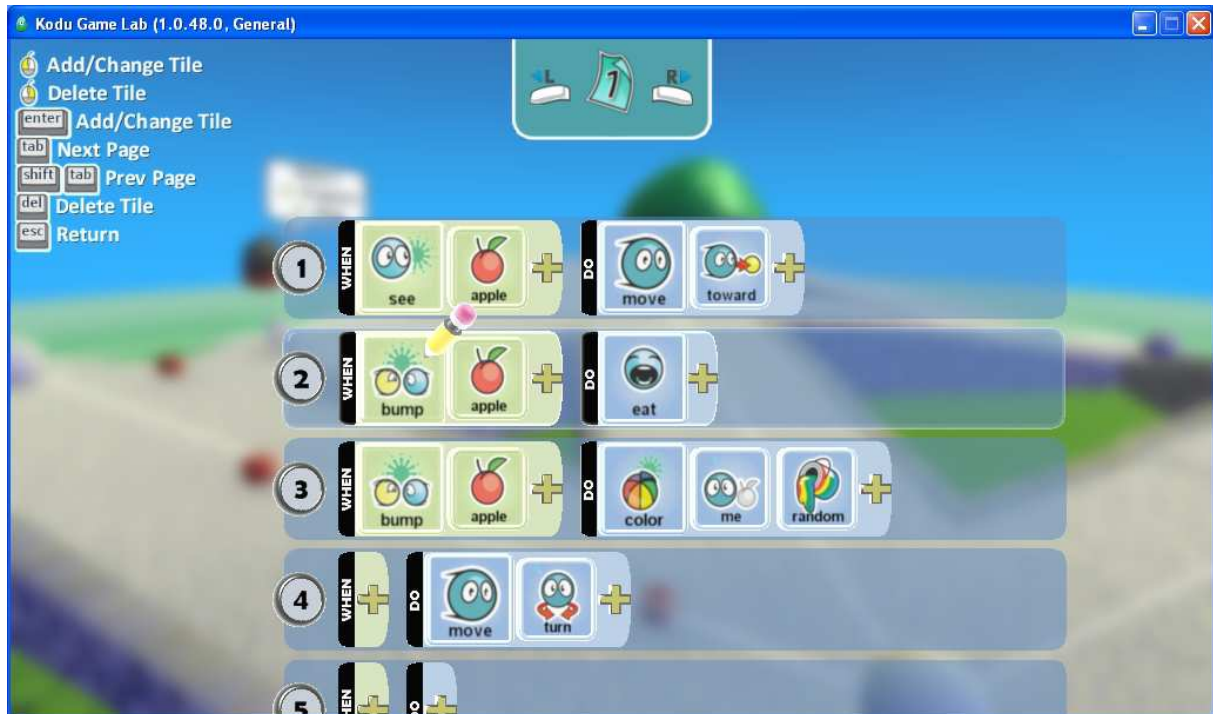 Kodu Game Lab (1.0.48.0, General)
Add/Change Tile
Delete Tile
enter Add/Change Tile
tab Next Page
shift tab Prev Page
del Delete Tile
esc Return
L 1 R
1 WHEN see apple DO move toward
2 WHEN bump apple DO eat
3 WHEN bump apple DO color me random
4 WHEN DO move turn
5 WHEN DO